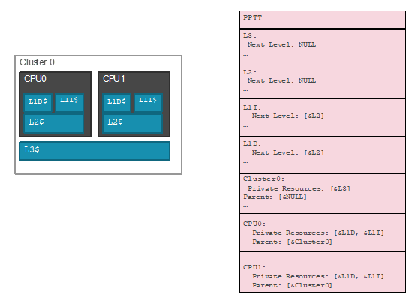 Cluster 0
CPU0
CPU1
L1D$ L1I$
L1D$ L1I$
L2$
L2$
L3$
PPTT
L3:
Next Level: NULL
…
L2:
Next Level: NULL
…
L1I:
Next Level: [&L2]
…
L1D:
Next Level: [&L2]
…
Cluster0:
Private Resources: [&L3]
Parent: [&NULL]
…
CPU0:
Private Resources: [&L1D, &L1I]
Parent: [&Cluster0]
CPU1:
Private Resources: [&L1D, &L1I]
Parent: [&Cluster0]